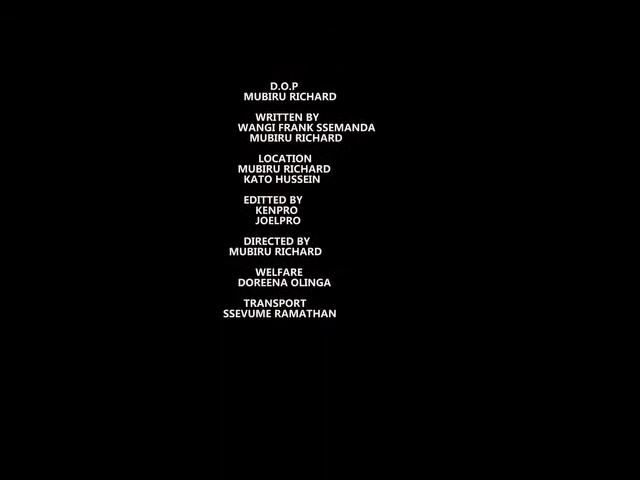 D.O.P
MUBIRU RICHARD
WRITTEN BY
WANGI FRANK SSEMANDA
MUBIRU RICHARD
LOCATION
MUBIRU RICHARD
KATO HUSSEIN
EDITTED BY
KENPRO
JOELPRO
DIRECTED BY
MUBIRU RICHARD
WELFARE
DOREENA OLINGA
TRANSPORT
SSEVUME RAMATHAN